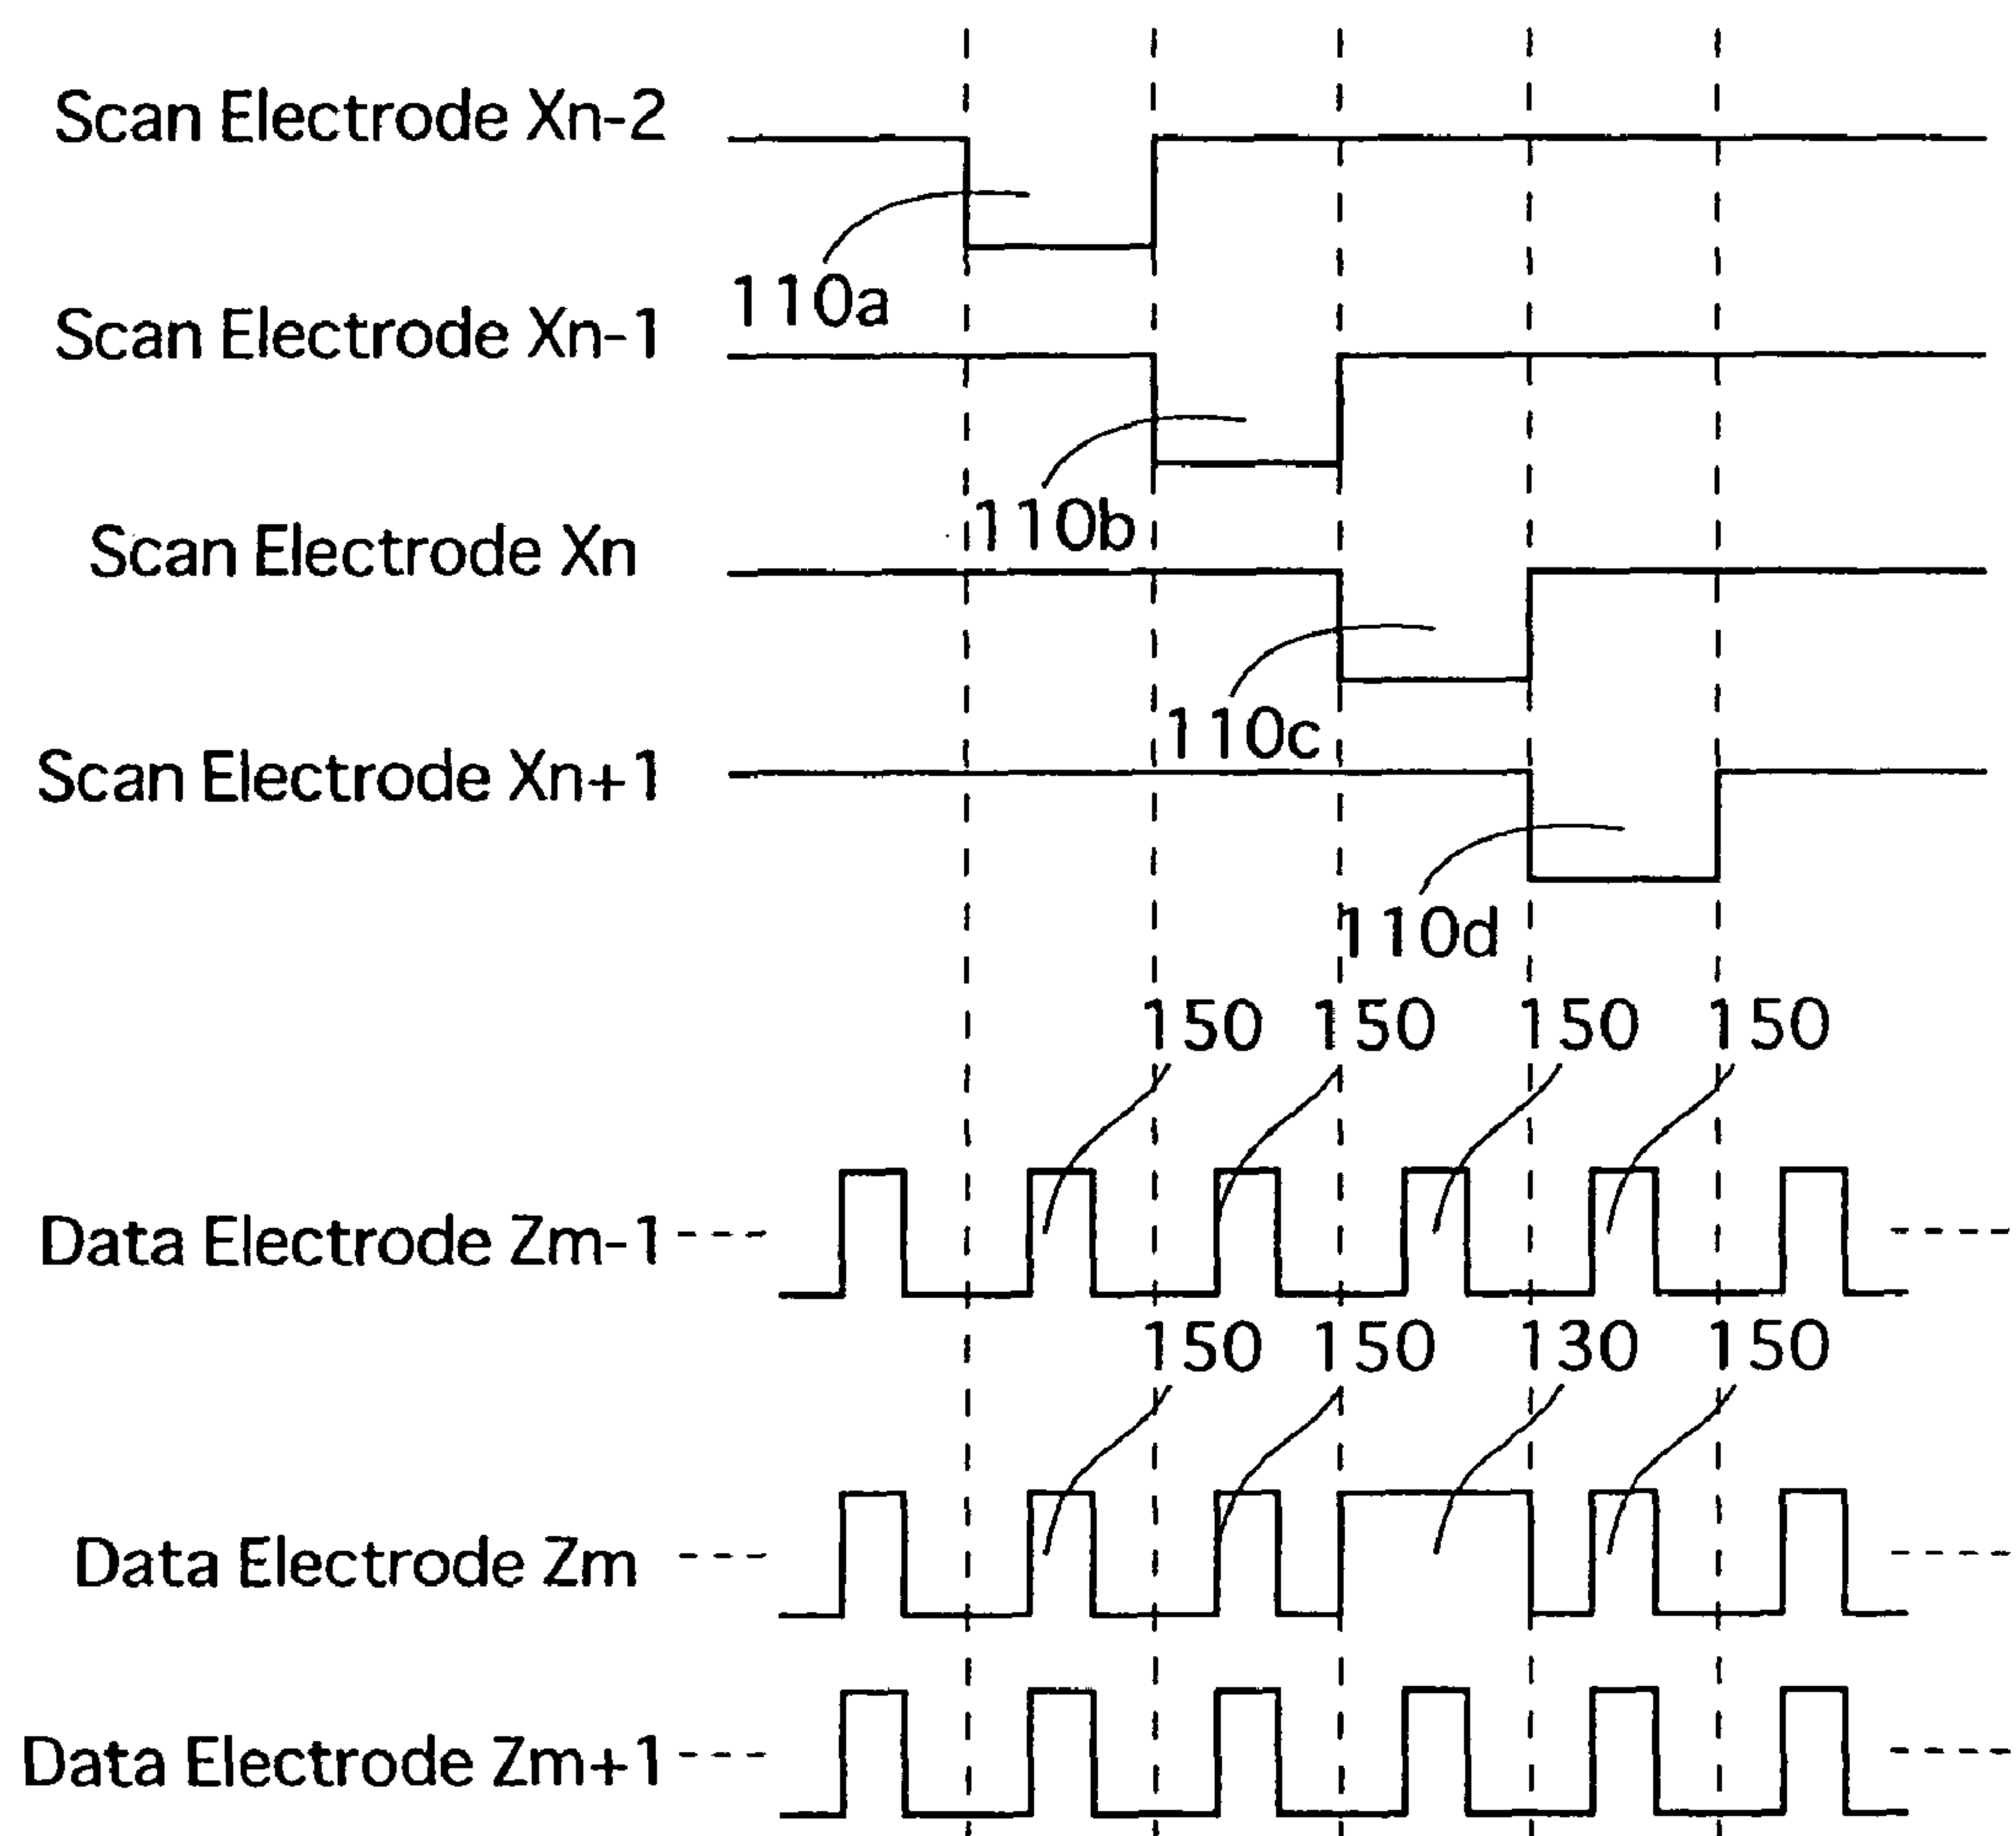 Scan Electrode Xn-2
110a
Scan Electrode Xn-1
110b
Scan Electrode Xn
110c
Scan Electrode Xn+1
110d
150 150 150 150
Data Electrode Zm-1
150 150 130 150
Data Electrode Zm
Data Electrode Zm+1